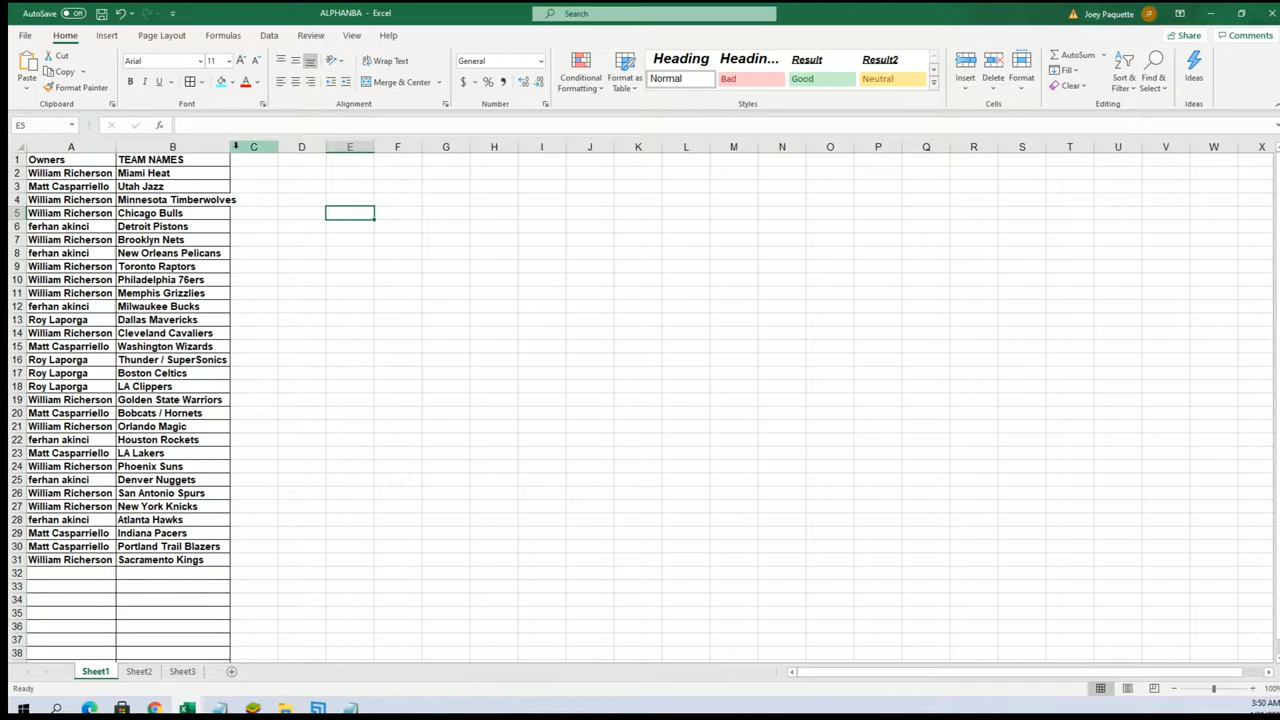 AutoSave Off ALPHANBA - Excel Search Joey Paquette JP
File Home Insert Page Layout Formulas Data Review View Help Share Comments
Paste Cut Copy Format Painter Clipboard
Arial 11 A A B I U A Font
Wrap Text Merge & Center Alignment
General $ % Number
Conditional Formatting Format as Table
Heading Headin... Result Result2
Normal Bad Good Neutral
Styles
Insert Delete Format Cells
AutoSum Fill Clear Sort & Filter Find & Select Editing
Ideas Ideas
E5 fx
A B C D E F G H I J K L M N O P Q R S T U V W X
1 Owners TEAM NAMES
2 William Richerson Miami Heat
3 Matt Casparriello Utah Jazz
4 William Richerson Minnesota Timberwolves
5 William Richerson Chicago Bulls
6 ferhan akinci Detroit Pistons
7 William Richerson Brooklyn Nets
8 ferhan akinci New Orleans Pelicans
9 William Richerson Toronto Raptors
10 William Richerson Philadelphia 76ers
11 William Richerson Memphis Grizzlies
12 ferhan akinci Milwaukee Bucks
13 Roy Laporga Dallas Mavericks
14 William Richerson Cleveland Cavaliers
15 Matt Casparriello Washington Wizards
16 Roy Laporga Thunder / SuperSonics
17 Roy Laporga Boston Celtics
18 Roy Laporga LA Clippers
19 William Richerson Golden State Warriors
20 Matt Casparriello Bobcats / Hornets
21 William Richerson Orlando Magic
22 ferhan akinci Houston Rockets
23 Matt Casparriello LA Lakers
24 William Richerson Phoenix Suns
25 ferhan akinci Denver Nuggets
26 William Richerson San Antonio Spurs
27 William Richerson New York Knicks
28 ferhan akinci Atlanta Hawks
29 Matt Casparriello Indiana Pacers
30 Matt Casparriello Portland Trail Blazers
31 William Richerson Sacramento Kings
32
33
34
35
36
37
38
Sheet1 Sheet2 Sheet3
Ready 100%
3:50 AM